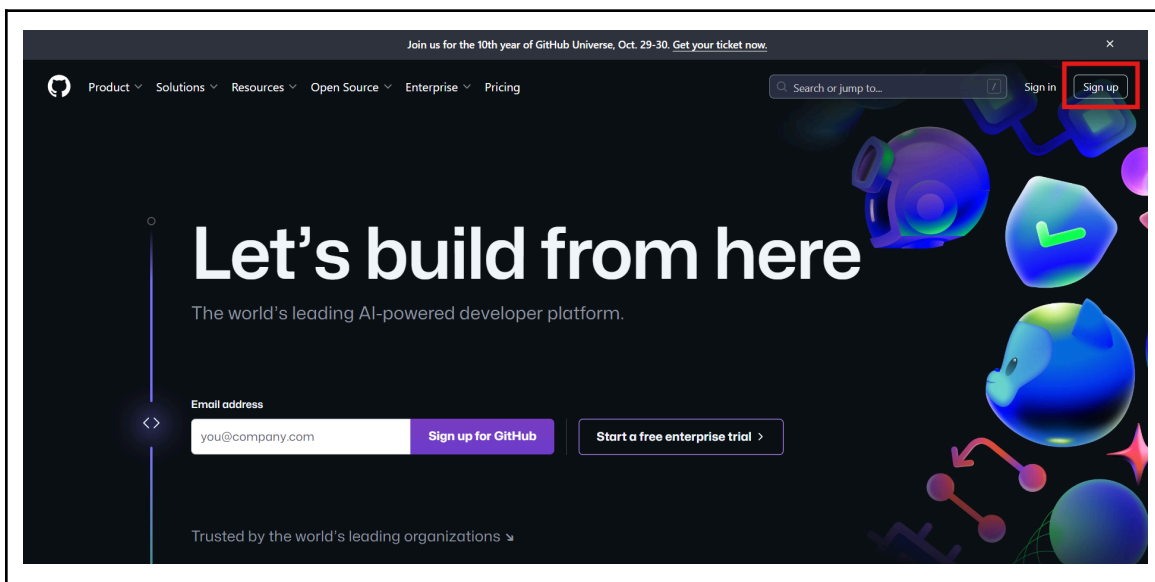 Join us for the 10th year of GitHub Universe, Oct. 29-30. Get your ticket now.
Product Solutions Resources Open Source Enterprise Pricing Search or jump to... / Sign in Sign up
Let's build from here
The world's leading AI-powered developer platform.
Email address
you@company.com Sign up for GitHub Start a free enterprise trial
Trusted by the world's leading organizations